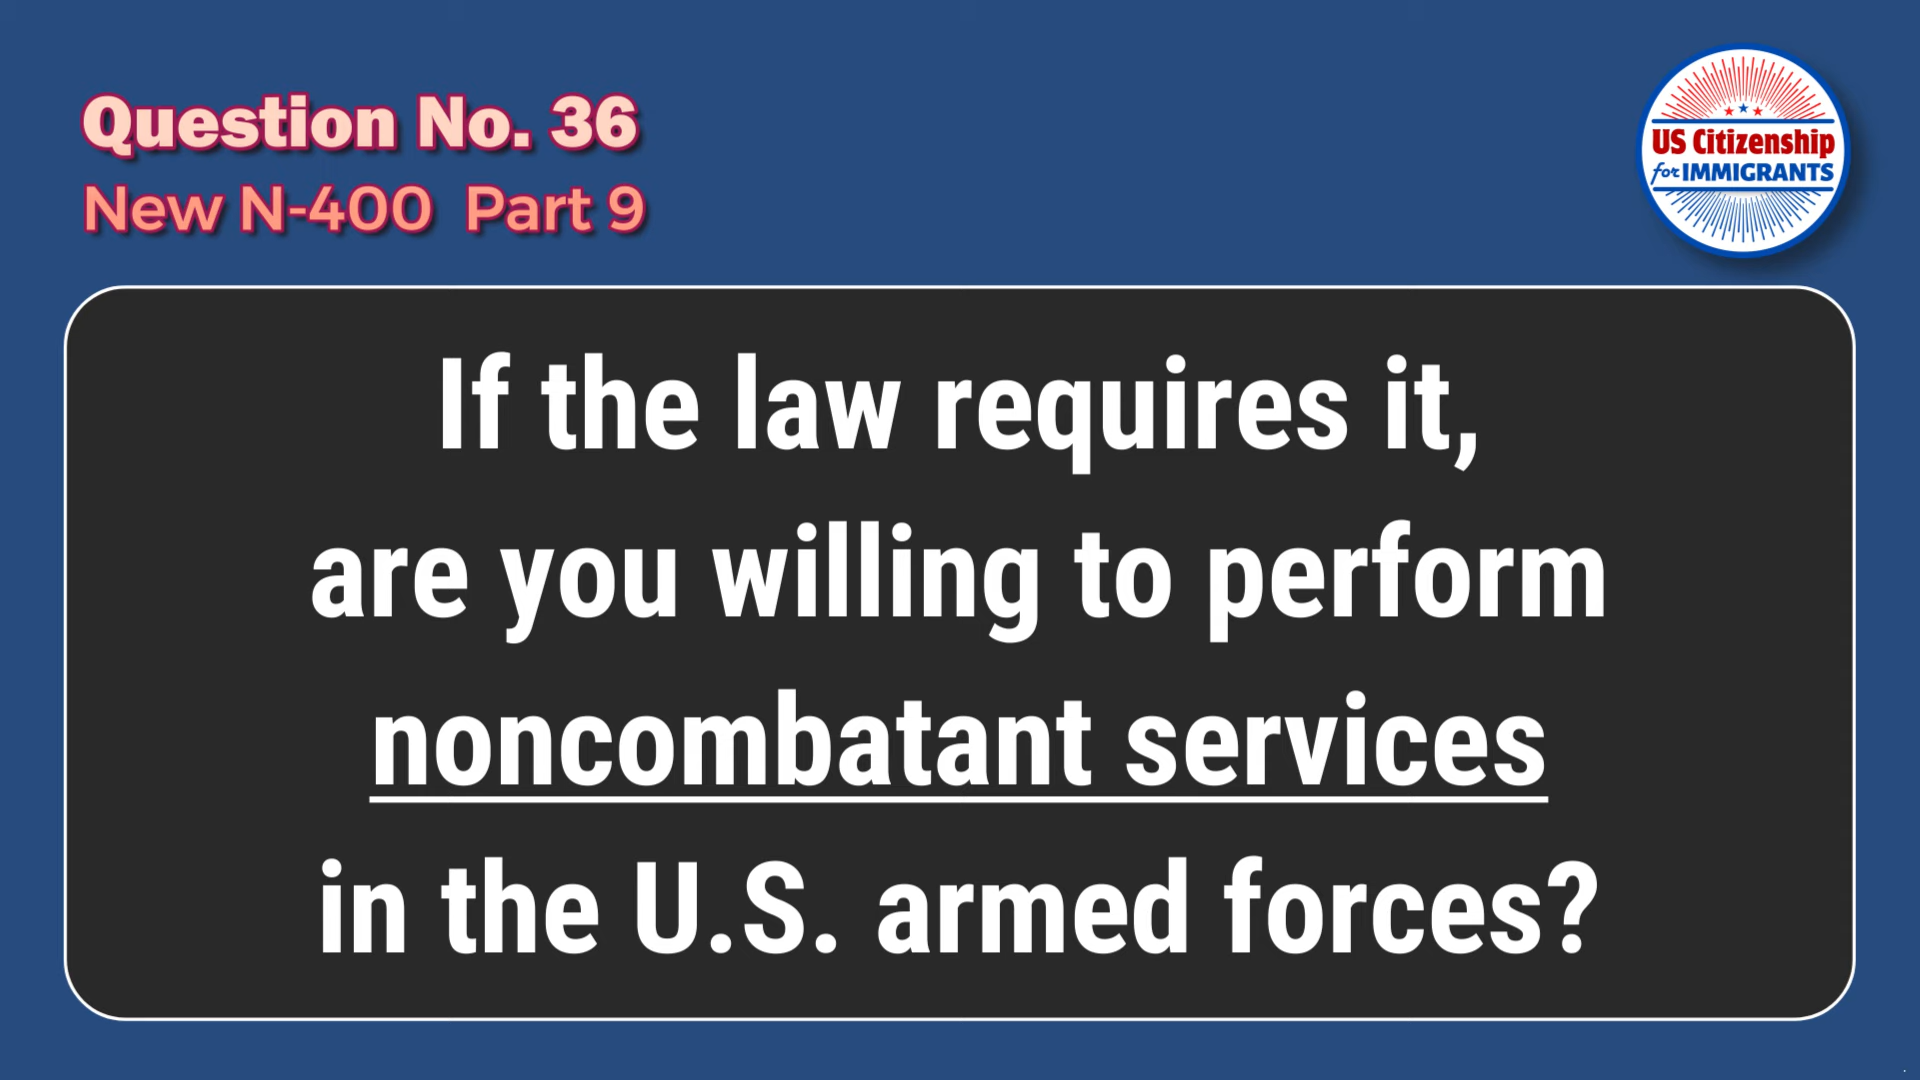 Question No. 36
New N-400 Part 9
US Citizenship
for IMMIGRANTS
If the law requires it,
are you willing to perform
noncombatant services
in the U.S. armed forces?